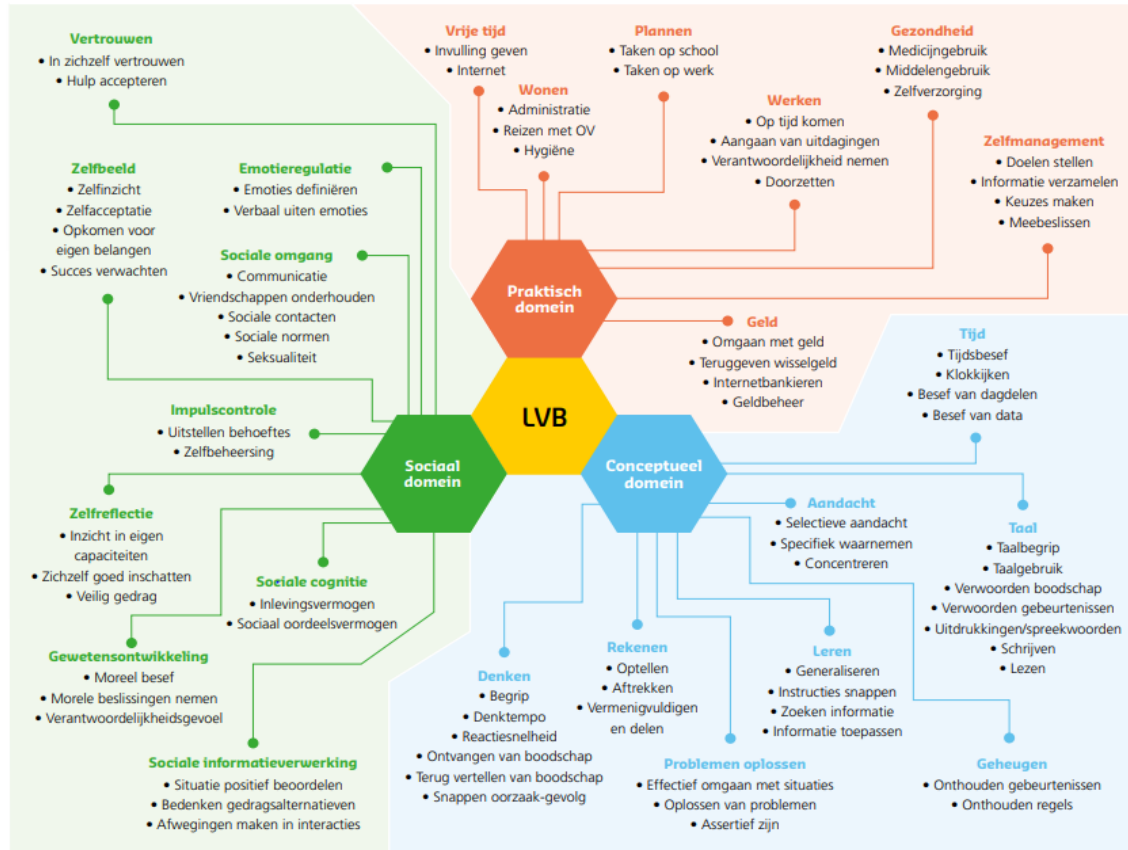 Vertrouwen
• In zichzelf vertrouwen
• Hulp accepteren
Zelfbeeld
• Zelfinzicht
• Zelfacceptatie
• Opkomen voor
eigen belangen
• Succes verwachten
Emotieregulatie
• Emoties definiëren
• Verbaal uiten emoties
Sociale omgang
• Communicatie
• Vriendschappen onderhouden
• Sociale contacten
• Sociale normen
• Seksualiteit
Impulscontrole
• Uitstellen behoeftes
• Zelfbeheersing
Zelfreflectie
• Inzicht in eigen
capaciteiten
• Zichzelf goed inschatten
• Veilig gedrag
Sociale cognitie
• Inlevingsvermogen
• Sociaal oordeelsvermogen
Gewetensontwikkeling
• Moreel besef
• Morele beslissingen nemen
• Verantwoordelijkheidsgevoel
Sociale informatieverwerking
• Situatie positief beoordelen
• Bedenken gedragsalternatieven
• Afwegingen maken in interacties
Sociaal
domein
LVB
Praktisch
domein
Vrije tijd
• Invulling geven
• Internet
Wonen
• Administratie
• Reizen met OV
• Hygiëne
Plannen
• Taken op school
• Taken op werk
Werken
• Op tijd komen
• Aangaan van uitdagingen
• Verantwoordelijkheid nemen
• Doorzetten
Gezondheid
• Medicijngebruik
• Middelengebruik
• Zelfverzorging
Zelfmanagement
• Doelen stellen
• Informatie verzamelen
• Keuzes maken
• Meebeslissen
Geld
• Omgaan met geld
• Teruggeven wisselgeld
• Internetbankieren
• Geldbeheer
Conceptueel
domein
Tijd
• Tijdsbesef
• Klokkijken
• Besef van dagdelen
• Besef van data
Aandacht
• Selectieve aandacht
• Specifiek waarnemen
• Concentreren
Taal
• Taalbegrip
• Taalgebruik
• Verwoorden boodschap
• Verwoorden gebeurtenissen
• Uitdrukkingen/spreekwoorden
• Schrijven
• Lezen
Denken
• Begrip
• Denktempo
• Reactiesnelheid
• Ontvangen van boodschap
• Terug vertellen van boodschap
• Snappen oorzaak-gevolg
Rekenen
• Optellen
• Aftrekken
• Vermenigvuldigen
en delen
Leren
• Generaliseren
• Instructies snappen
• Zoeken informatie
• Informatie toepassen
Problemen oplossen
• Effectief omgaan met situaties
• Oplossen van problemen
• Assertief zijn
Geheugen
• Onthouden gebeurtenissen
• Onthouden regels